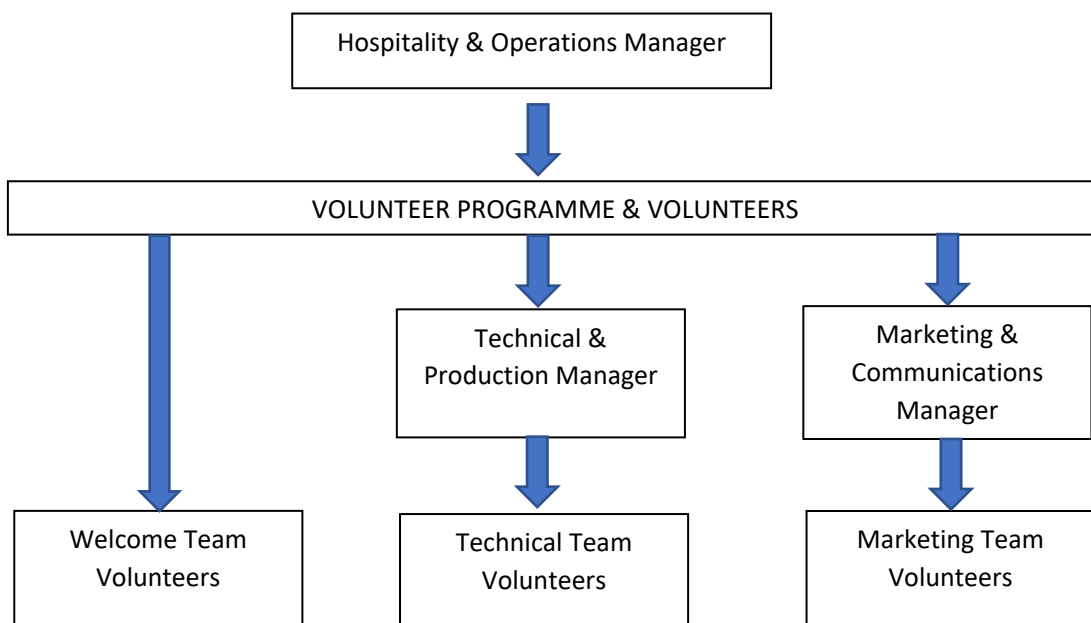 Hospitality & Operations Manager
VOLUNTEER PROGRAMME & VOLUNTEERS
Technical &
Production Manager
Marketing &
Communications
Manager
Welcome Team
Volunteers
Technical Team
Volunteers
Marketing Team
Volunteers